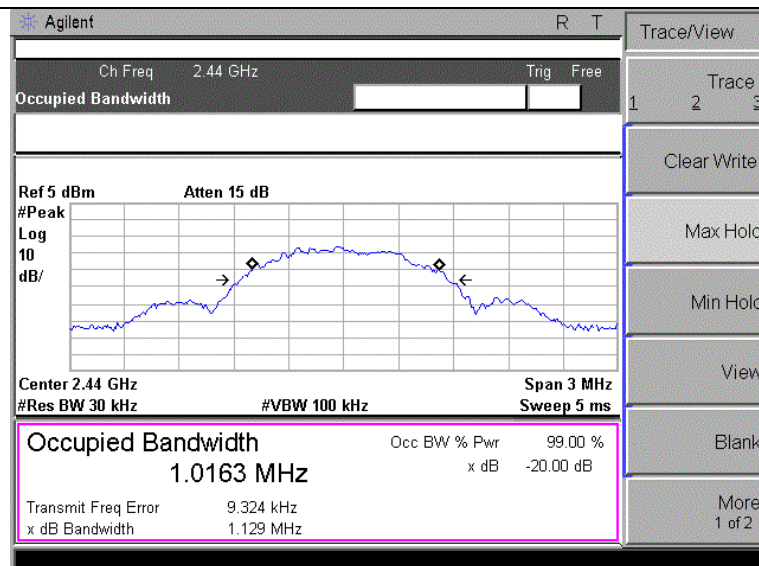 Agilent R T
Trace/View
Ch Freq 2.44 GHz Trig Free
Occupied Bandwidth
Trace
1 2 3
Clear Write
Ref 5 dBm Atten 15 dB
#Peak
Log
10
dB/
Max Hold
Min Hold
View
Center 2.44 GHz Span 3 MHz
#Res BW 30 kHz #VBW 100 kHz Sweep 5 ms
Occupied Bandwidth Occ BW % Pwr 99.00 %
1.0163 MHz x dB -20.00 dB
Transmit Freq Error 9.324 kHz
x dB Bandwidth 1.129 MHz
Blank
More
1 of 2